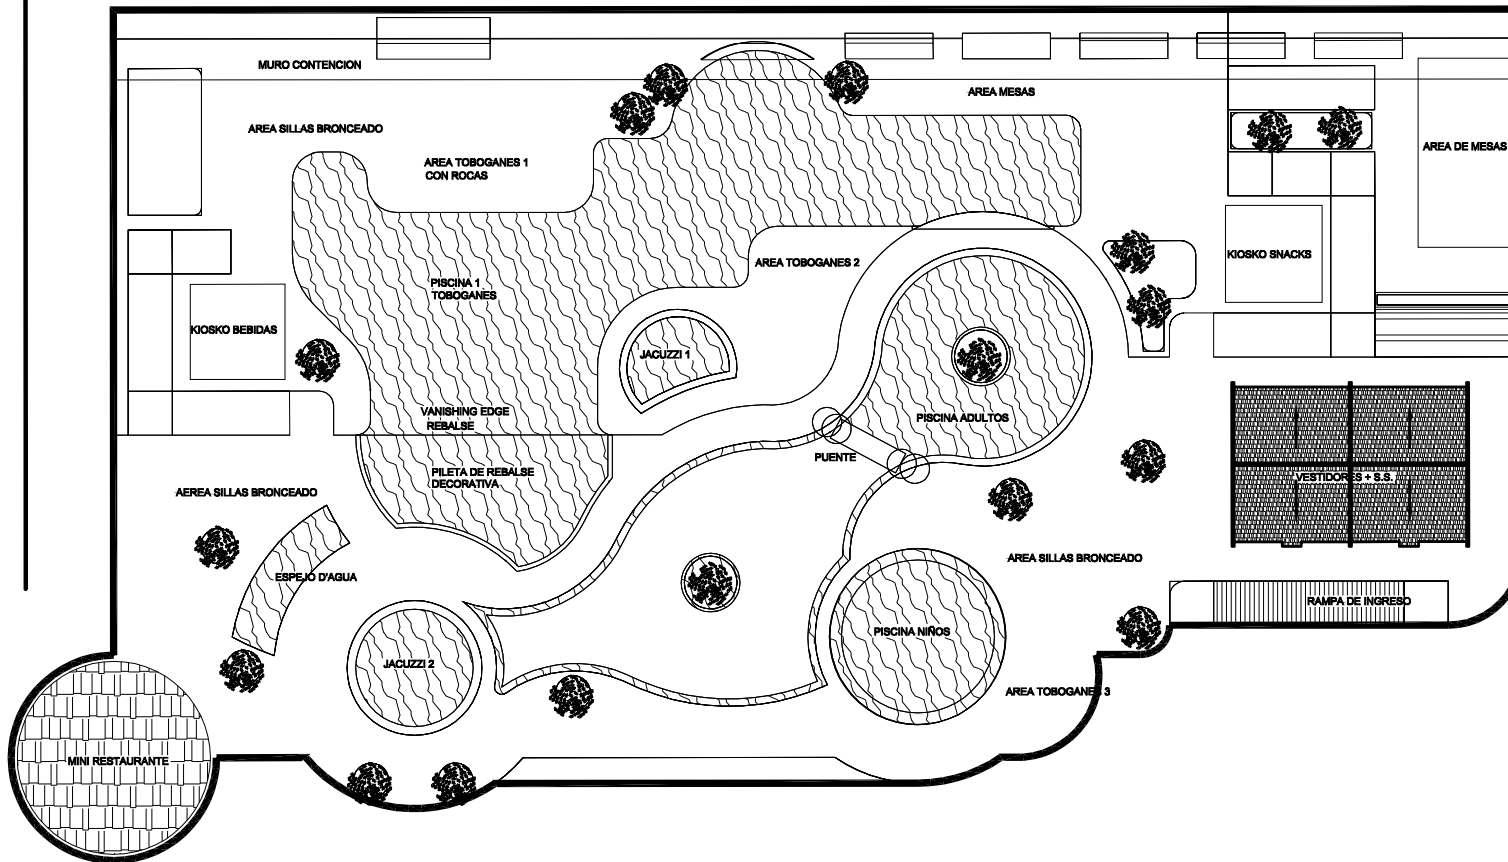 MURO CONTENCION
AREA MESAS
AREA SILLAS BRONCEADO
AREA DE MESAS
AREA TOBOGANES 1
CON ROCAS
KIOSKO SNACKS
AREA TOBOGANES 2
PISCINA 1
TOBOGANES
KIOSKO BEBIDAS
JACUZZI 1
VANISHING EDGE
REBALSE
PISCINA ADULTOS
PUENTE
PILETA DE REBALSE
DECORATIVA
VESTIDORES + S.S.
AEREA SILLAS BRONCEADO
AREA SILLAS BRONCEADO
ESPEJO D'AGUA
RAMPA DE INGRESO
PISCINA NIÑOS
JACUZZI 2
AREA TOBOGANES 3
MINI RESTAURANTE